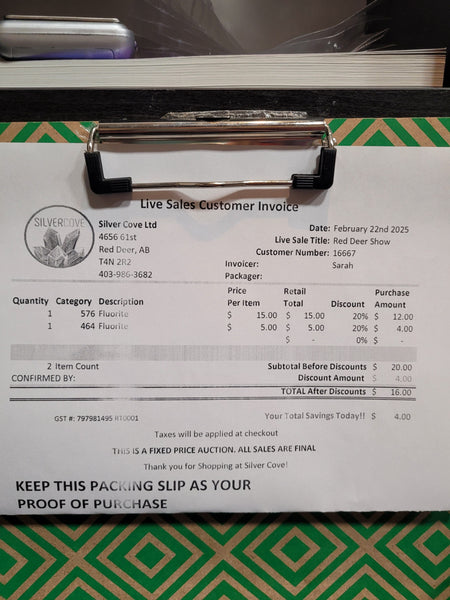 Live Sales Customer Invoice
SILVERCOVE
Silver Cove Ltd
4656 61st
Red Deer, AB
T4N 2R2
403-986-3682
Date: February 22nd 2025
Live Sale Title: Red Deer Show
Customer Number: 16667
Invoicer: Sarah
Packager:
Quantity Category Description Price Per Item Retail Total Discount Purchase Amount
1 576 Fluorite $ 15.00 $ 15.00 20% $ 12.00
1 464 Fluorite $ 5.00 $ 5.00 20% $ 4.00
$ - 0% $ -
2 Item Count Subtotal Before Discounts $ 20.00
CONFIRMED BY: Discount Amount $ 4.00
TOTAL After Discounts $ 16.00
GST #: 797981495 RT0001 Your Total Savings Today!! $ 4.00
Taxes will be applied at checkout
THIS IS A FIXED PRICE AUCTION. ALL SALES ARE FINAL
Thank you for Shopping at Silver Cove!
KEEP THIS PACKING SLIP AS YOUR
PROOF OF PURCHASE